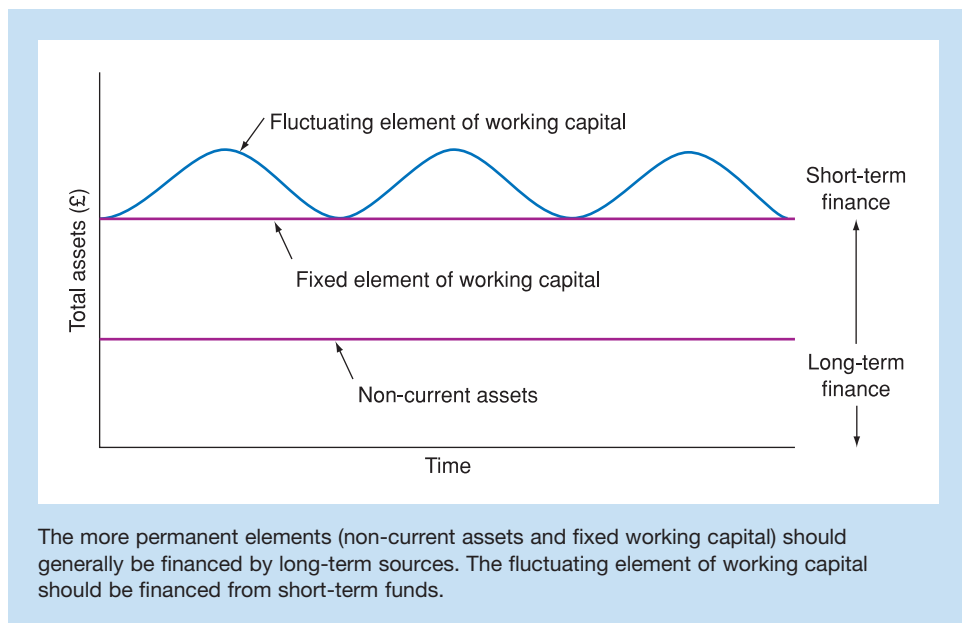 Fluctuating element of working capital
Short-term
finance
Total assets (£)
Fixed element of working capital
Long-term
finance
Non-current assets
Time
The more permanent elements (non-current assets and fixed working capital) should
generally be financed by long-term sources. The fluctuating element of working capital
should be financed from short-term funds.